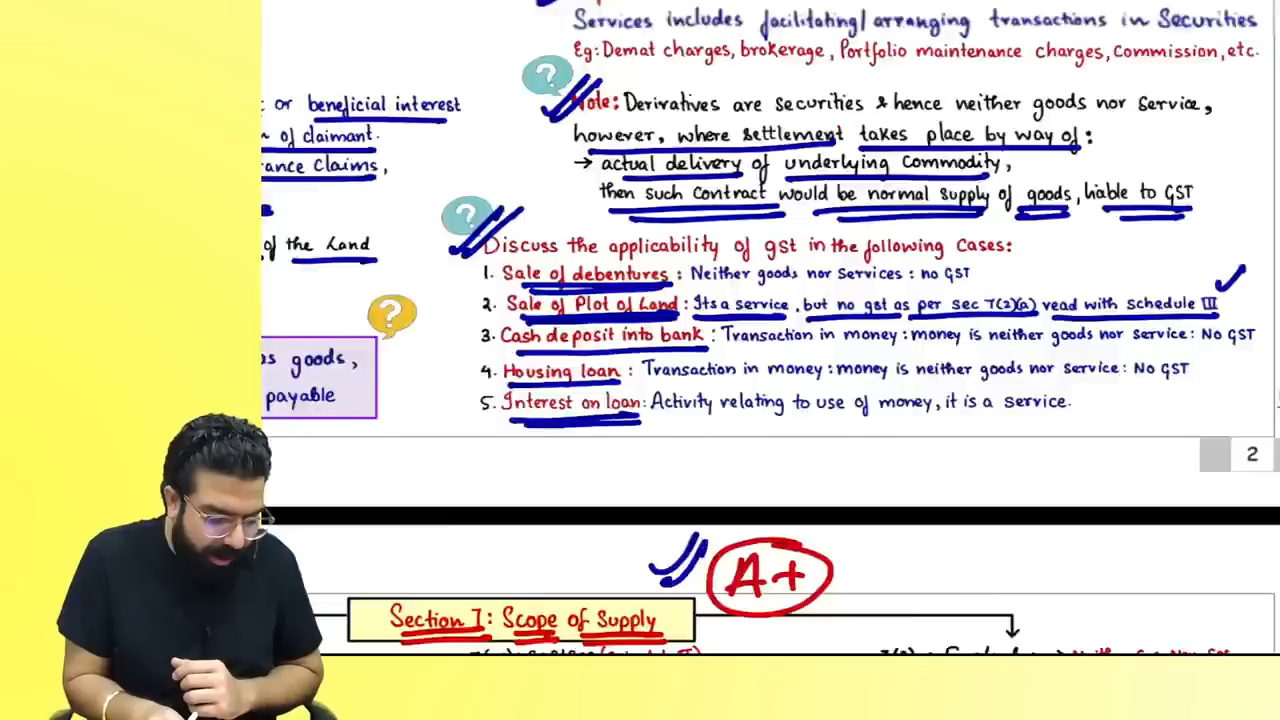 Services includes facilitating/arranging transactions in Securities
Eg: Demat charges, brokerage, Portfolio maintenance charges, Commission, etc.
?
Note: Derivatives are securities & hence neither goods nor Service,
however, where settlement takes place by way of:
→ actual delivery of underlying Commodity,
then such Contract would be normal supply of goods, liable to GST
or beneficial interest
of claimant.
Claims,
of the Land
?
goods,
payable
?
Discuss the applicability of gst in the following Cases:
1. Sale of debentures : Neither goods nor Services : no GST
2. Sale of Plot of Land : Its a service, but no gst as per sec 7(2)(a) read with schedule III
3. Cash deposit into bank : Transaction in money : money is neither goods nor service : No GST
4. Housing loan : Transaction in money : money is neither goods nor service : No GST
5. Interest on loan : Activity relating to use of money, it is a service.
2
A+
Section 7: Scope of Supply